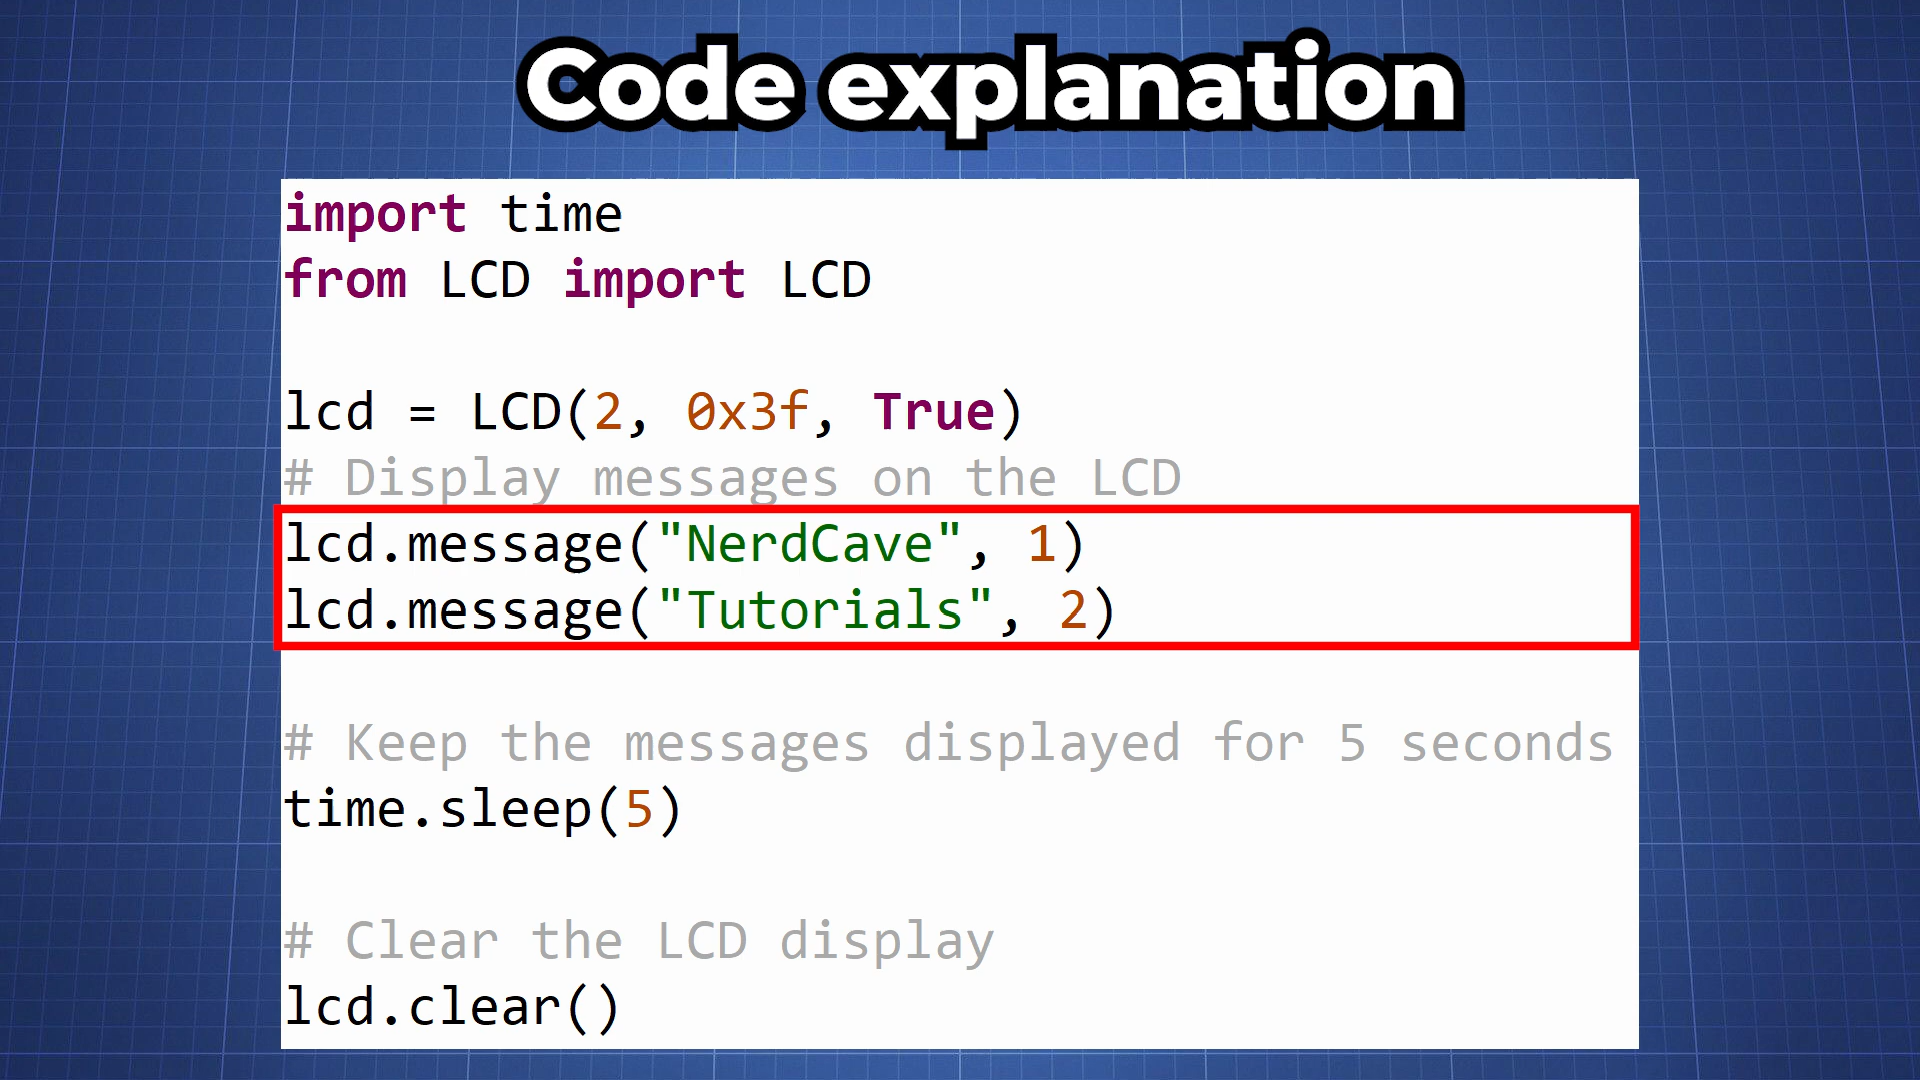 Code explanation
import time
from LCD import LCD
lcd = LCD(2, 0x3f, True)
# Display messages on the LCD
lcd.message("NerdCave", 1)
lcd.message("Tutorials", 2)
# Keep the messages displayed for 5 seconds
time.sleep(5)
# Clear the LCD display
lcd.clear()